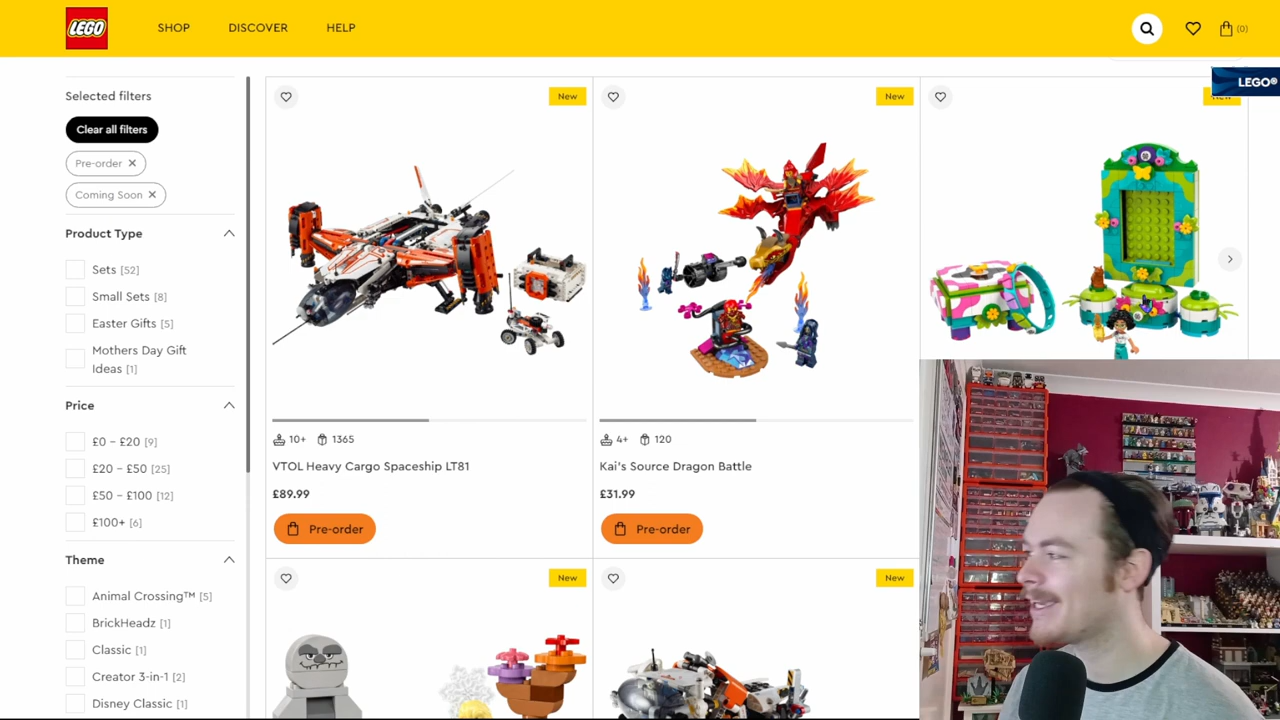 LEGO
SHOP
DISCOVER
HELP
(0)
LEGO®
Selected filters
Clear all filters
Pre-order ✕
Coming Soon ✕
Product Type
Sets [52]
Small Sets [8]
Easter Gifts [5]
Mothers Day Gift
Ideas [1]
Price
£0 – £20 [9]
£20 – £50 [25]
£50 – £100 [12]
£100+ [6]
Theme
Animal Crossing™ [5]
BrickHeadz [1]
Classic [1]
Creator 3-in-1 [2]
Disney Classic [1]
New
10+ 1365
VTOL Heavy Cargo Spaceship LT81
£89.99
Pre-order
New
4+ 120
Kai's Source Dragon Battle
£31.99
Pre-order
New
New